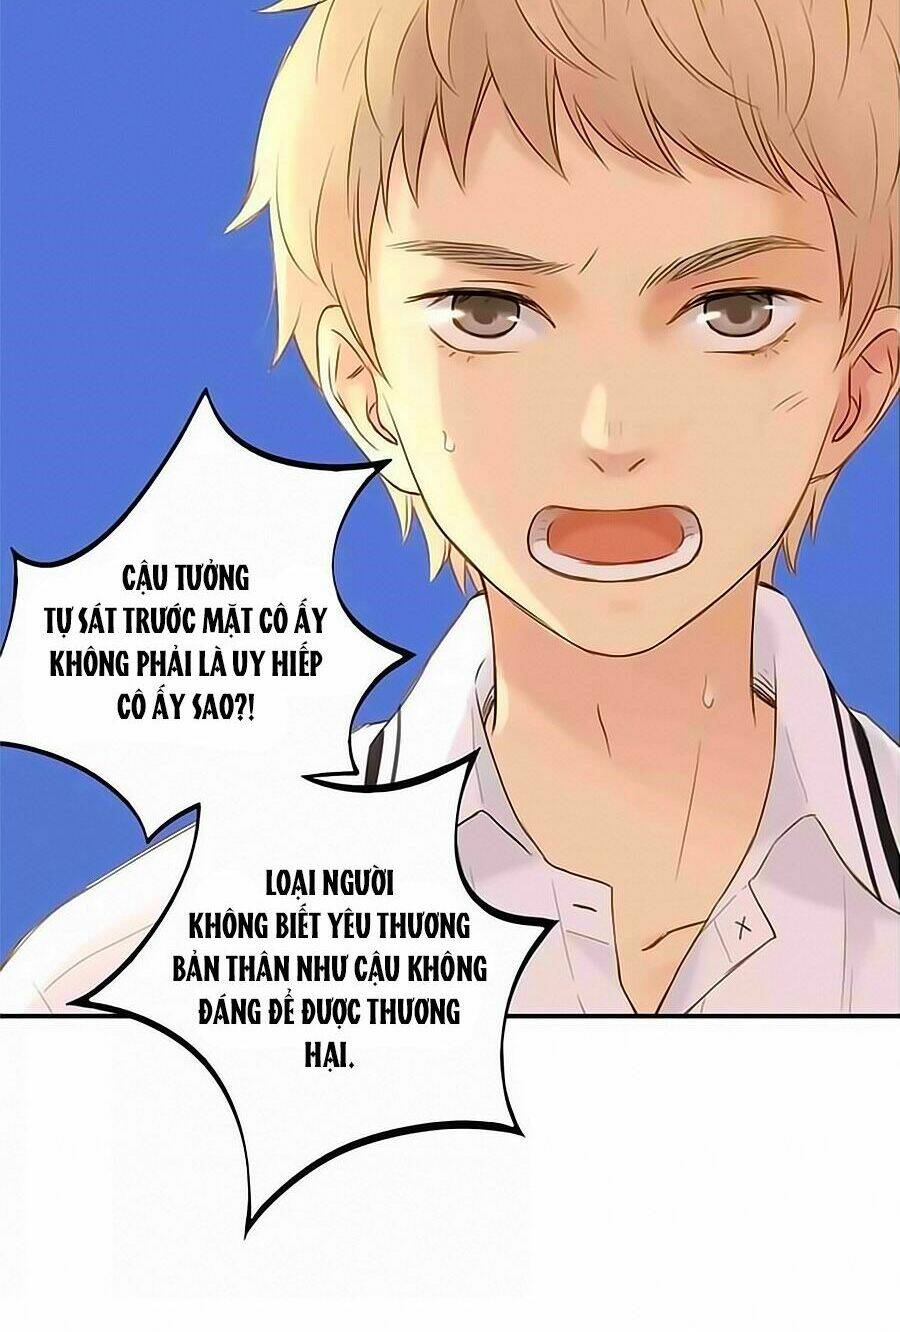 CẬU TƯỞNG
TỰ SÁT TRƯỚC MẶT CÔ ẤY
KHÔNG PHẢI LÀ UY HIẾP
CÔ ẤY SAO?!
LOẠI NGƯỜI
KHÔNG BIẾT YÊU THƯƠNG
BẢN THÂN NHƯ CẬU KHÔNG
ĐÁNG ĐỂ ĐƯỢC THƯƠNG
HẠI.